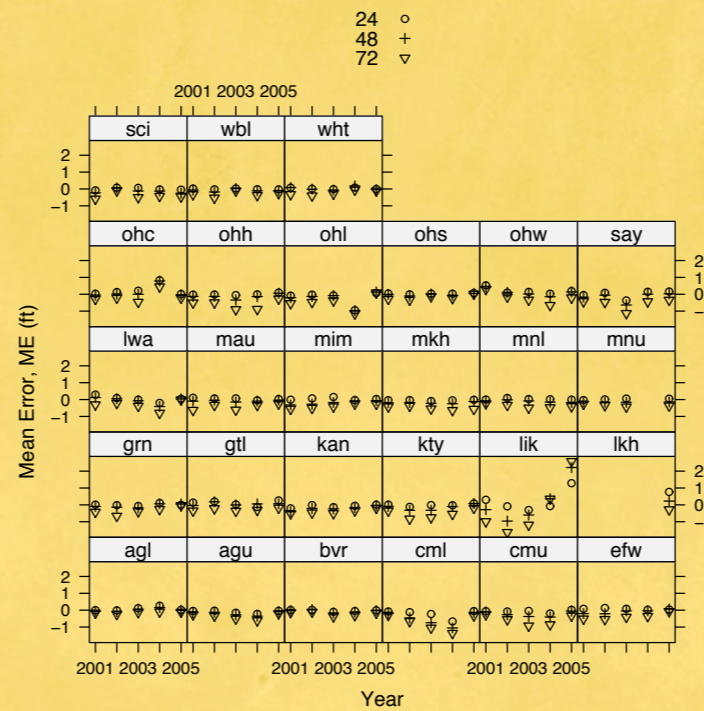 24
48
72
2001 2003 2005
sci wbl wht
2
1
0
−1
ohc ohh ohl ohs ohw say
2
1
0
−1
lwa mau mim mkh mnl mnu
2
1
0
−1
grn gtl kan kty lik lkh
2
1
0
−1
agl agu bvr cml cmu efw
2
1
0
−1
2001 2003 2005 2001 2003 2005 2001 2003 2005
Year
Mean Error, ME (ft)